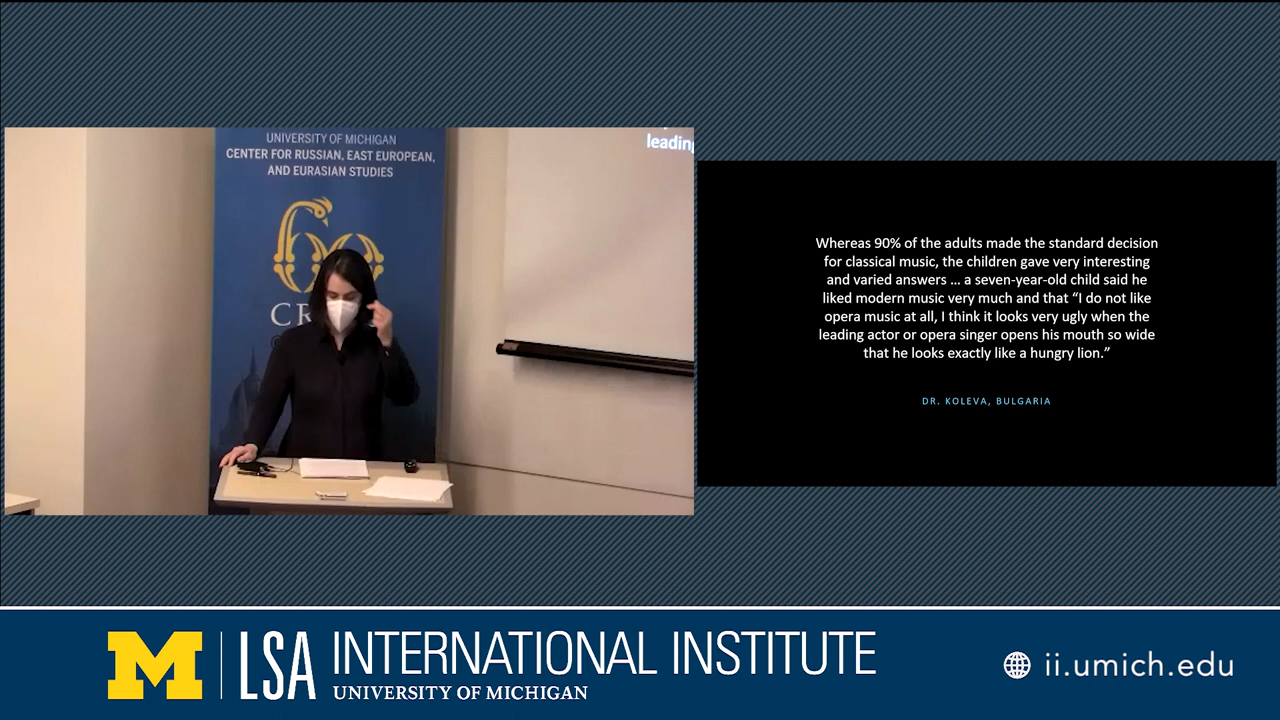 UNIVERSITY OF MICHIGAN
CENTER FOR RUSSIAN, EAST EUROPEAN,
AND EURASIAN STUDIES
60
leading
Whereas 90% of the adults made the standard decision
for classical music, the children gave very interesting
and varied answers ... a seven-year-old child said he
liked modern music very much and that “I do not like
opera music at all, I think it looks very ugly when the
leading actor or opera singer opens his mouth so wide
that he looks exactly like a hungry lion.”
DR. KOLEVA, BULGARIA
M LSA INTERNATIONAL INSTITUTE
UNIVERSITY OF MICHIGAN
ii.umich.edu